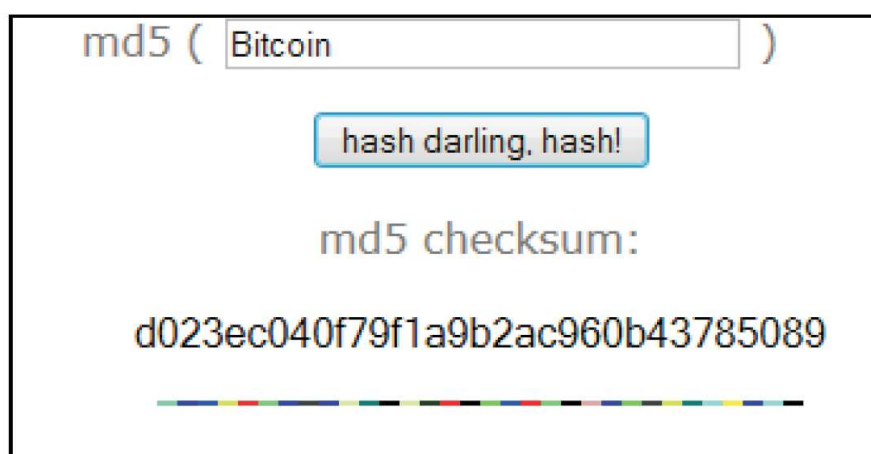 md5 ( Bitcoin )
hash darling, hash!
md5 checksum:
d023ec040f79f1a9b2ac960b43785089